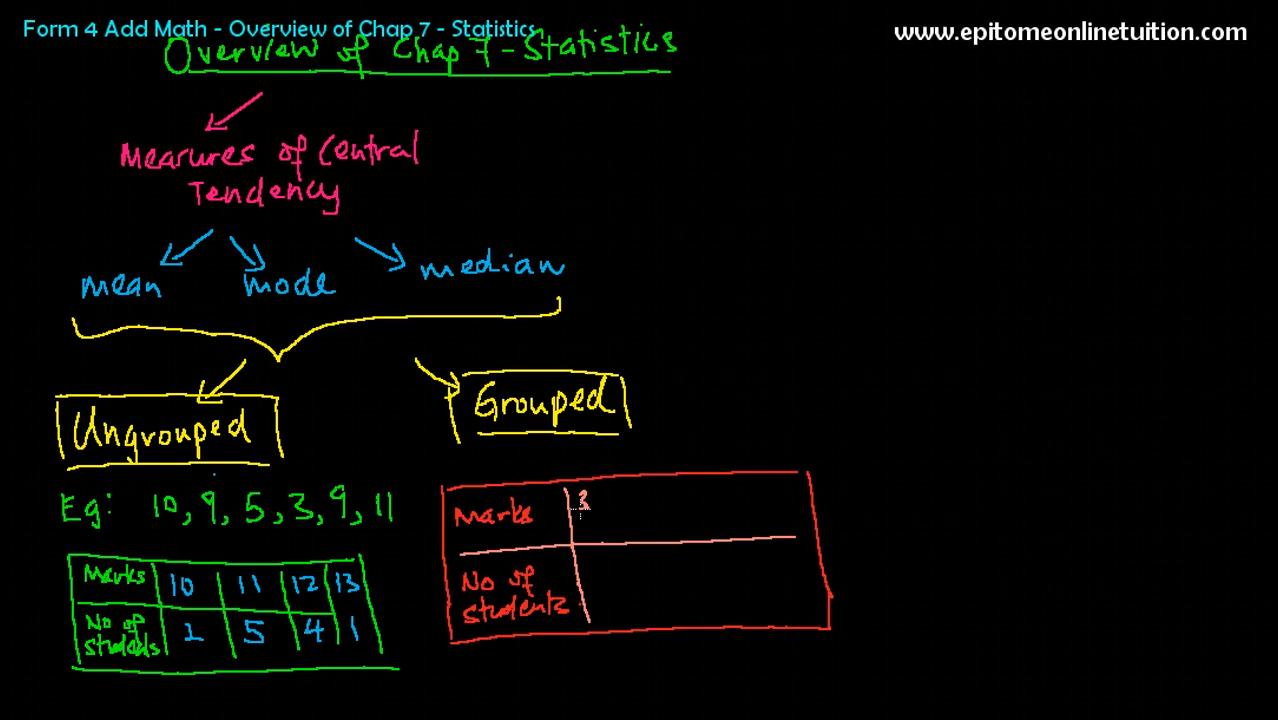 Form 4 Add Math - Overview of Chap 7 - Statistics
www.epitomeonlinetuition.com
Overview of Chap 7 - Statistics
Measures of Central
Tendency
mean mode median
Ungrouped Grouped
Eg: 10, 9, 5, 3, 9, 11
Marks 10 11 12 13
No of students 2 5 4 1
Marks 3
No of
students